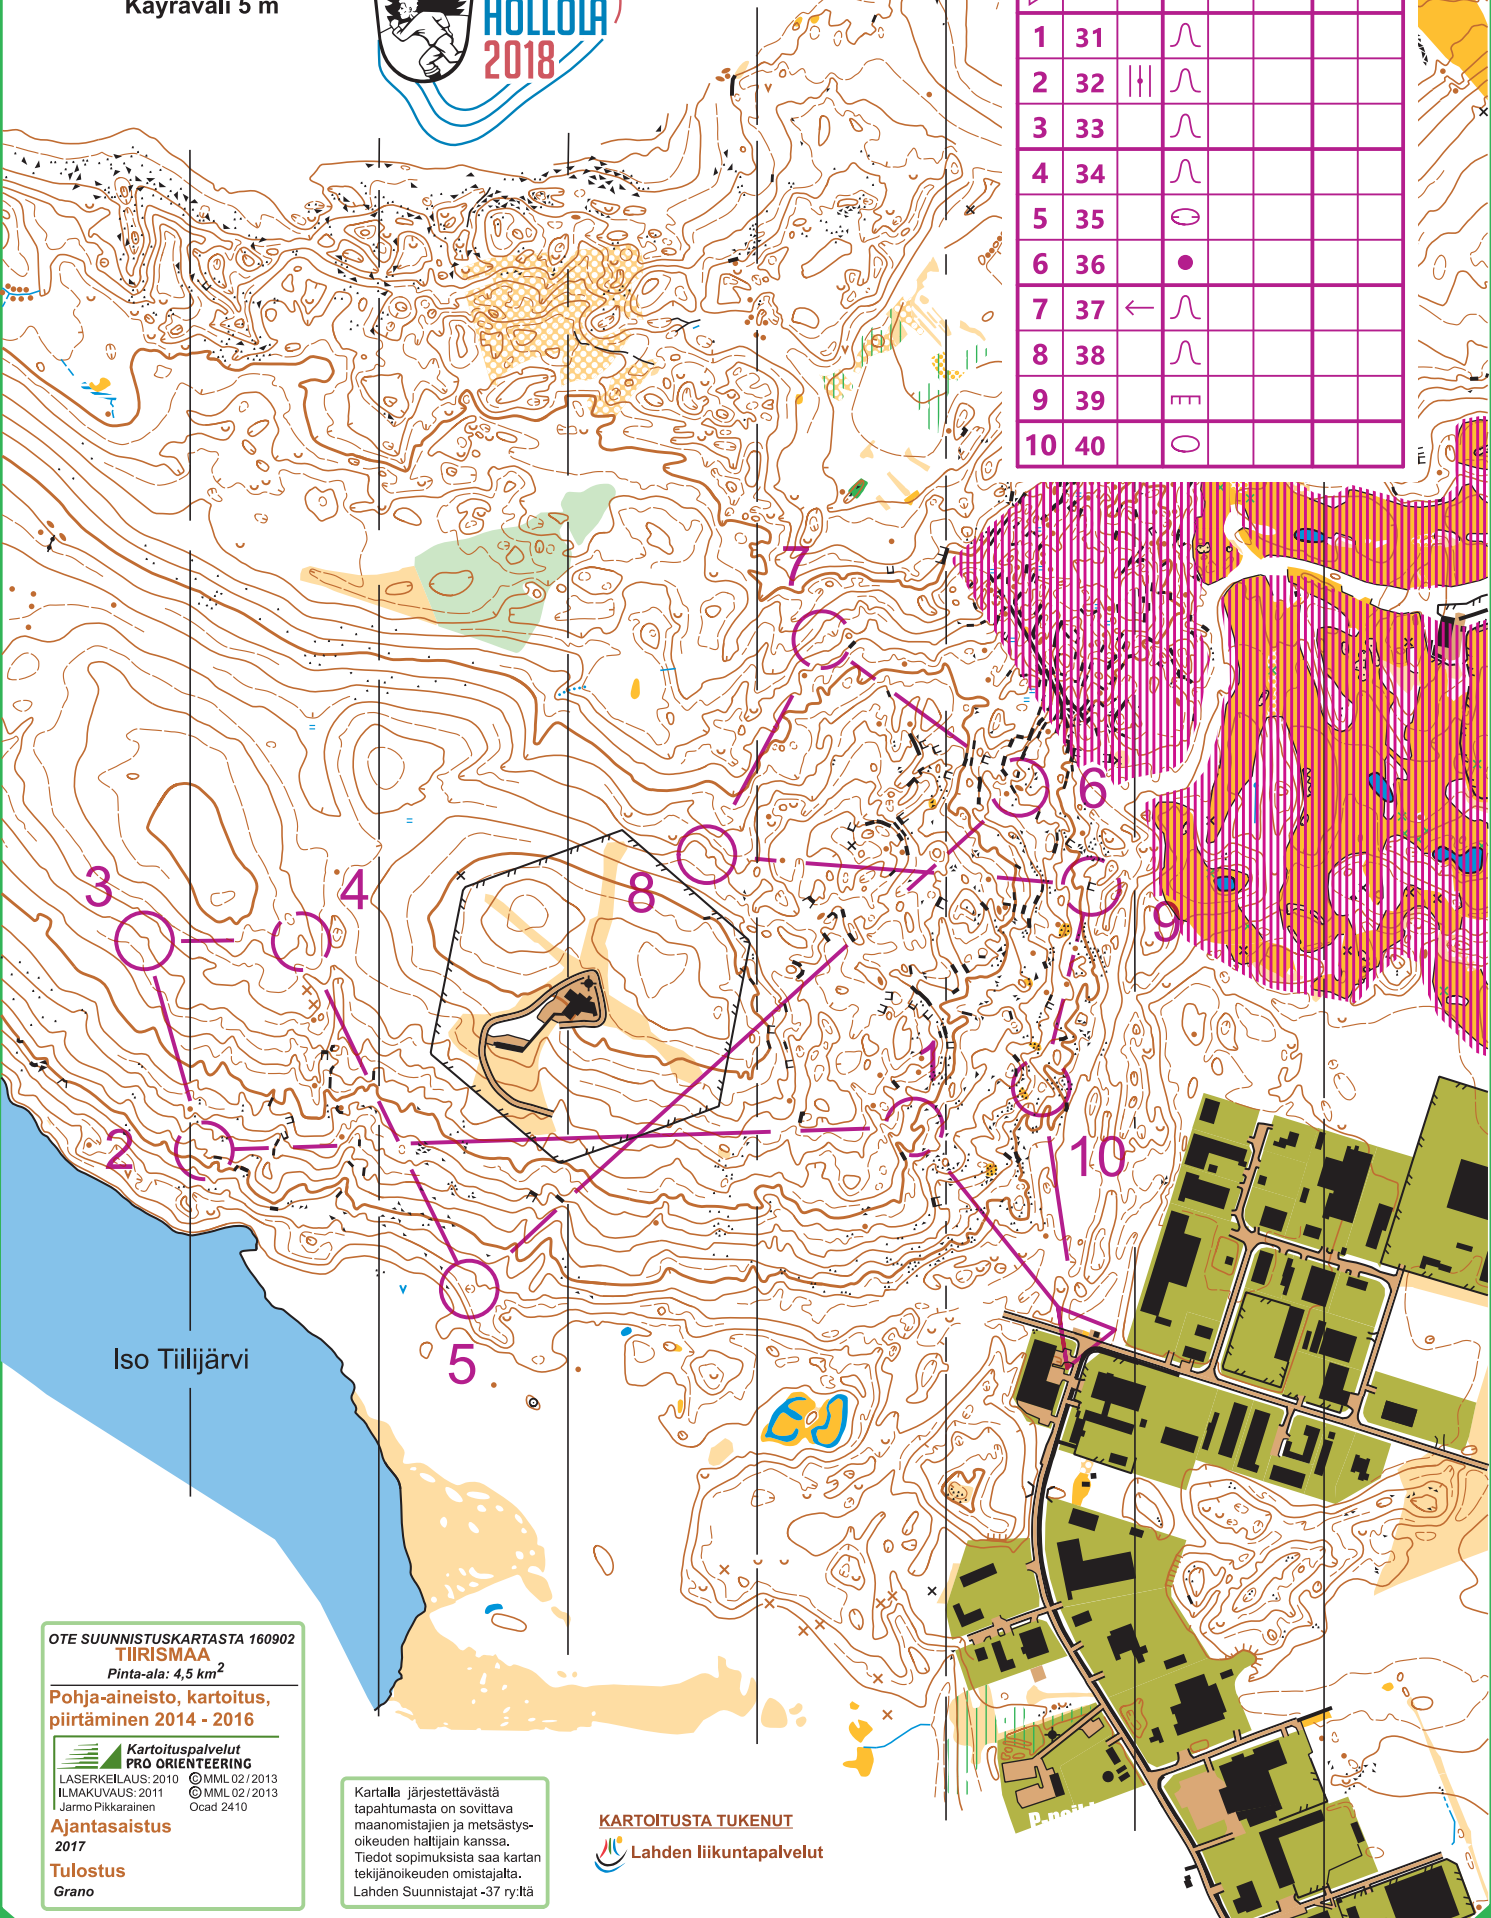 Käyräväli 5 m
HOLLOLA
2018
1 31
2 32
3 33
4 34
5 35
6 36
7 37
8 38
9 39
10 40
7
6
3
4
8
9
1
2
10
5
Iso Tiilijärvi
OTE SUUNNISTUSKARTASTA 160902
TIIRISMAA
Pinta-ala: 4,5 km2
Pohja-aineisto, kartoitus,
piirtäminen 2014 - 2016
Kartoituspalvelut
PRO ORIENTEERING
LASERKEILAUS: 2010 © MML 02/2013
ILMAKUVAUS: 2011 © MML 02/2013
Jarmo Pikkarainen Ocad 2410
Ajantasaistus
2017
Tulostus
Grano
Kartalla järjestettävästä
tapahtumasta on sovittava
maanomistajien ja metsästys-
oikeuden haltijain kanssa.
Tiedot sopimuksista saa kartan
tekijänoikeuden omistajalta.
Lahden Suunnistajat -37 ry:ltä
KARTOITUSTA TUKENUT
Lahden liikuntapalvelut